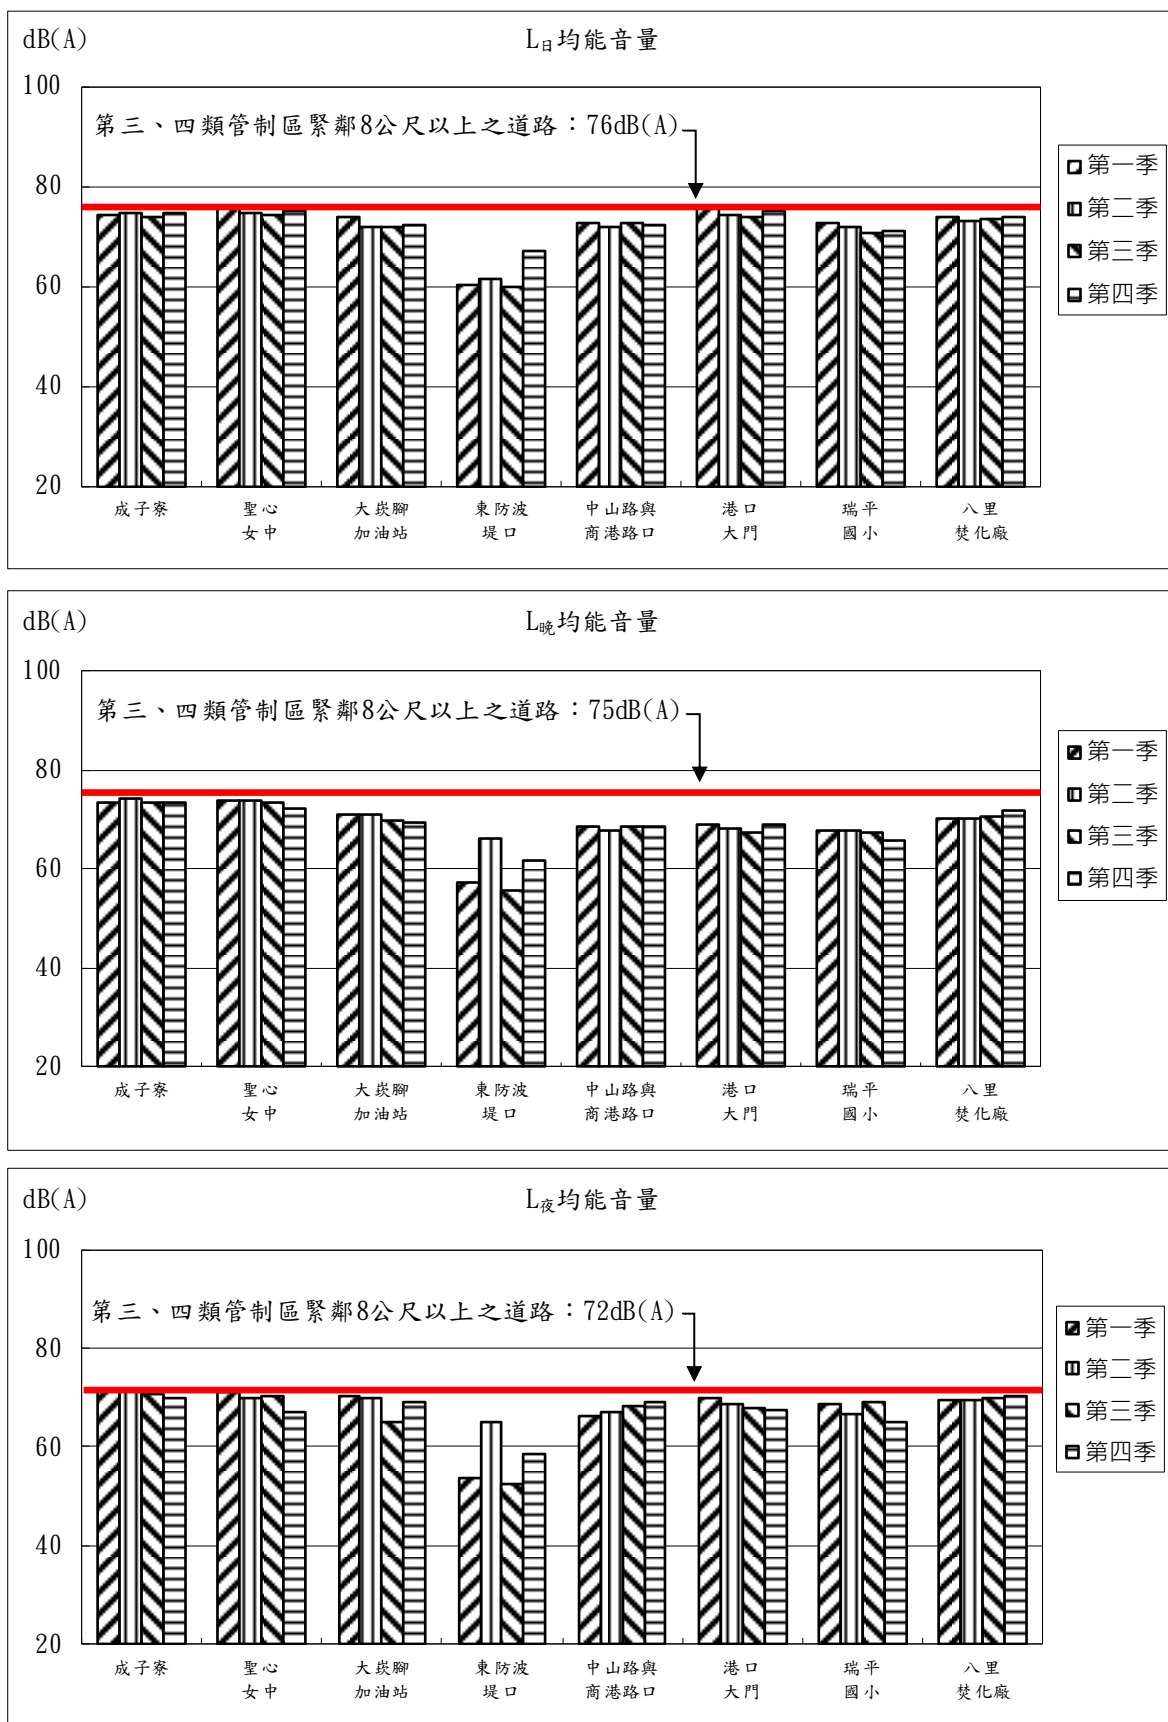 dB(A)
L日均能音量
100
第三、四類管制區緊鄰8公尺以上之道路：76dB(A)
80
60
40
20
成子寮
聖心
女中
大崁腳
加油站
東防波
堤口
中山路與
商港路口
港口
大門
瑞平
國小
八里
焚化廠
第一季
第二季
第三季
第四季
dB(A)
L晚均能音量
100
第三、四類管制區緊鄰8公尺以上之道路：75dB(A)
80
60
40
20
成子寮
聖心
女中
大崁腳
加油站
東防波
堤口
中山路與
商港路口
港口
大門
瑞平
國小
八里
焚化廠
第一季
第二季
第三季
第四季
dB(A)
L夜均能音量
100
第三、四類管制區緊鄰8公尺以上之道路：72dB(A)
80
60
40
20
成子寮
聖心
女中
大崁腳
加油站
東防波
堤口
中山路與
商港路口
港口
大門
瑞平
國小
八里
焚化廠
第一季
第二季
第三季
第四季